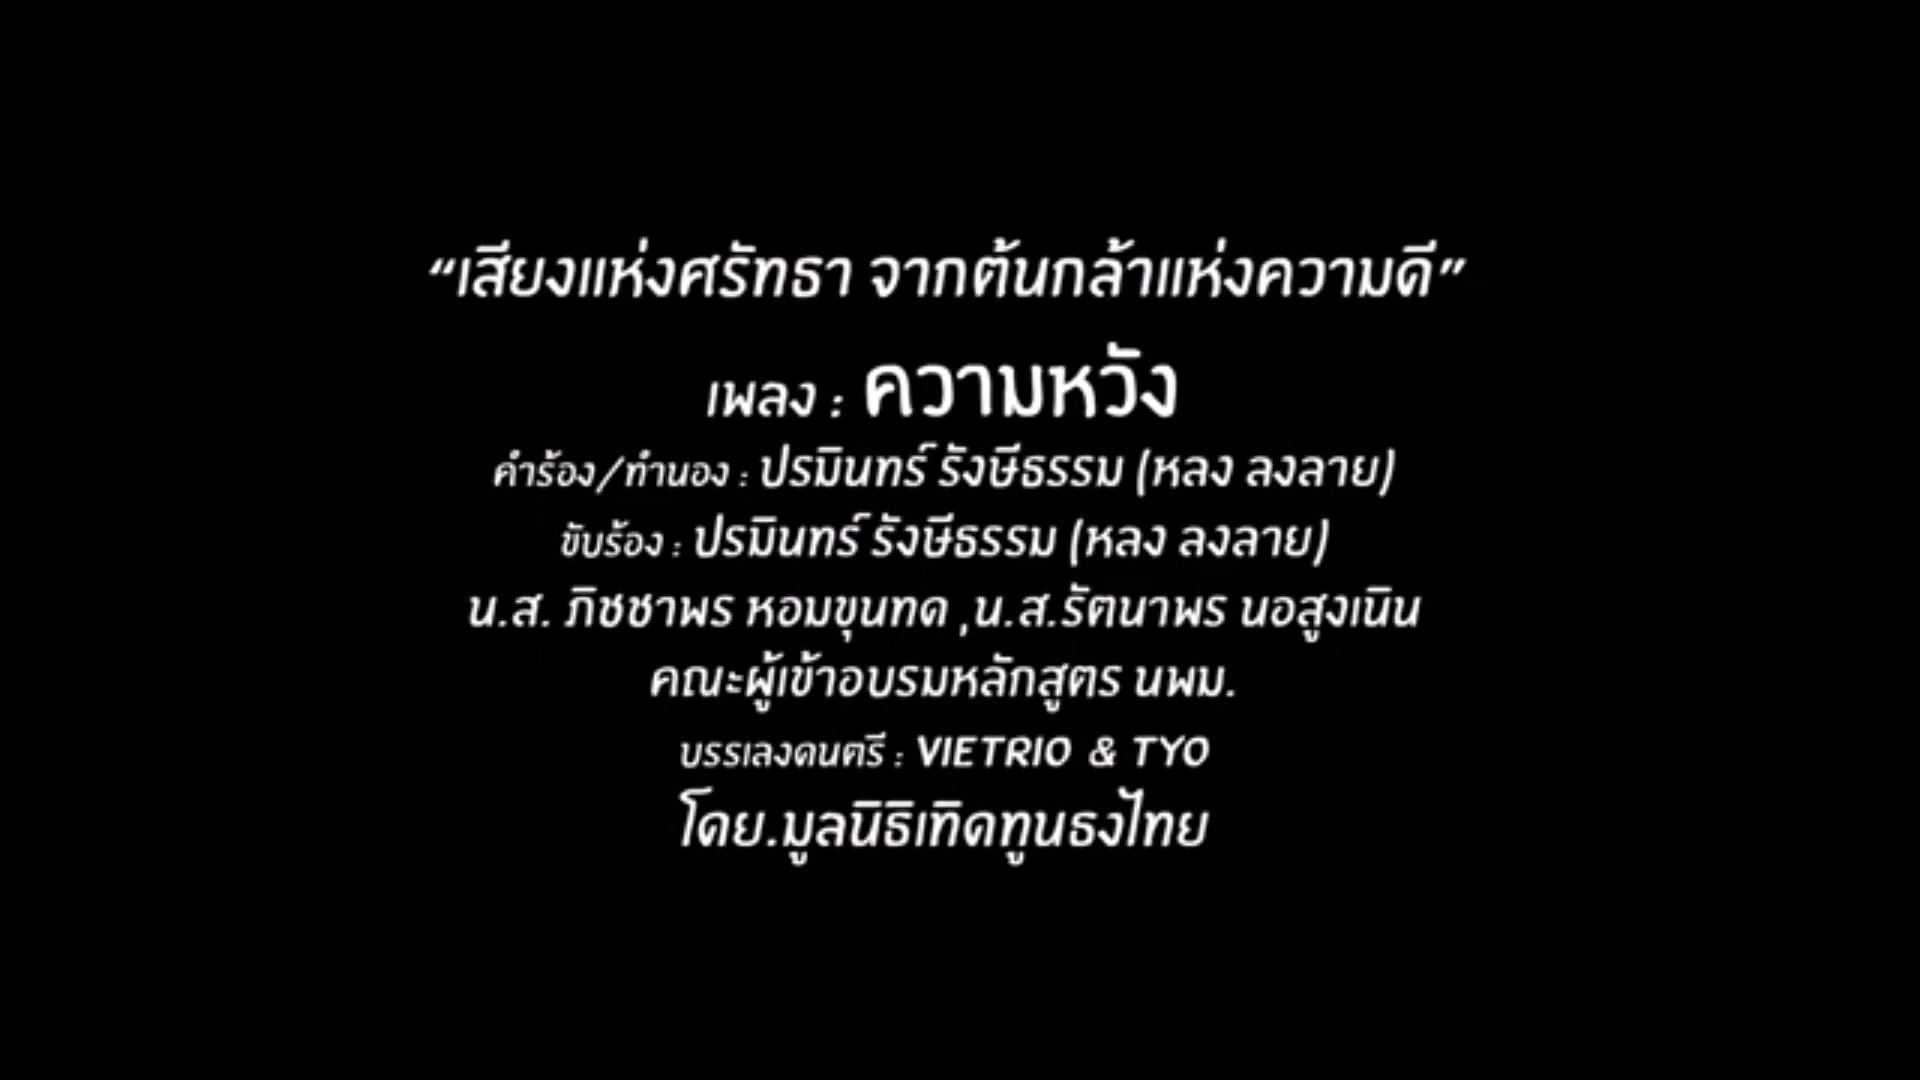 “เสียงแห่งศรัทธา จากต้นกล้าแห่งความดี”
เพลง : ความหวัง
คำร้อง/ทำนอง : ปรมินทร์ รังษีธรรม (หลง ลงลาย)
ขับร้อง : ปรมินทร์ รังษีธรรม (หลง ลงลาย)
น.ส. ภิชชาพร หอมขุนทด ,น.ส.รัตนาพร นอสูงเนิน
คณะผู้เข้าอบรมหลักสูตร นพม.
บรรเลงดนตรี : VIETRIO & TYO
โดย.มูลนิธิเทิดทูนธงไทย